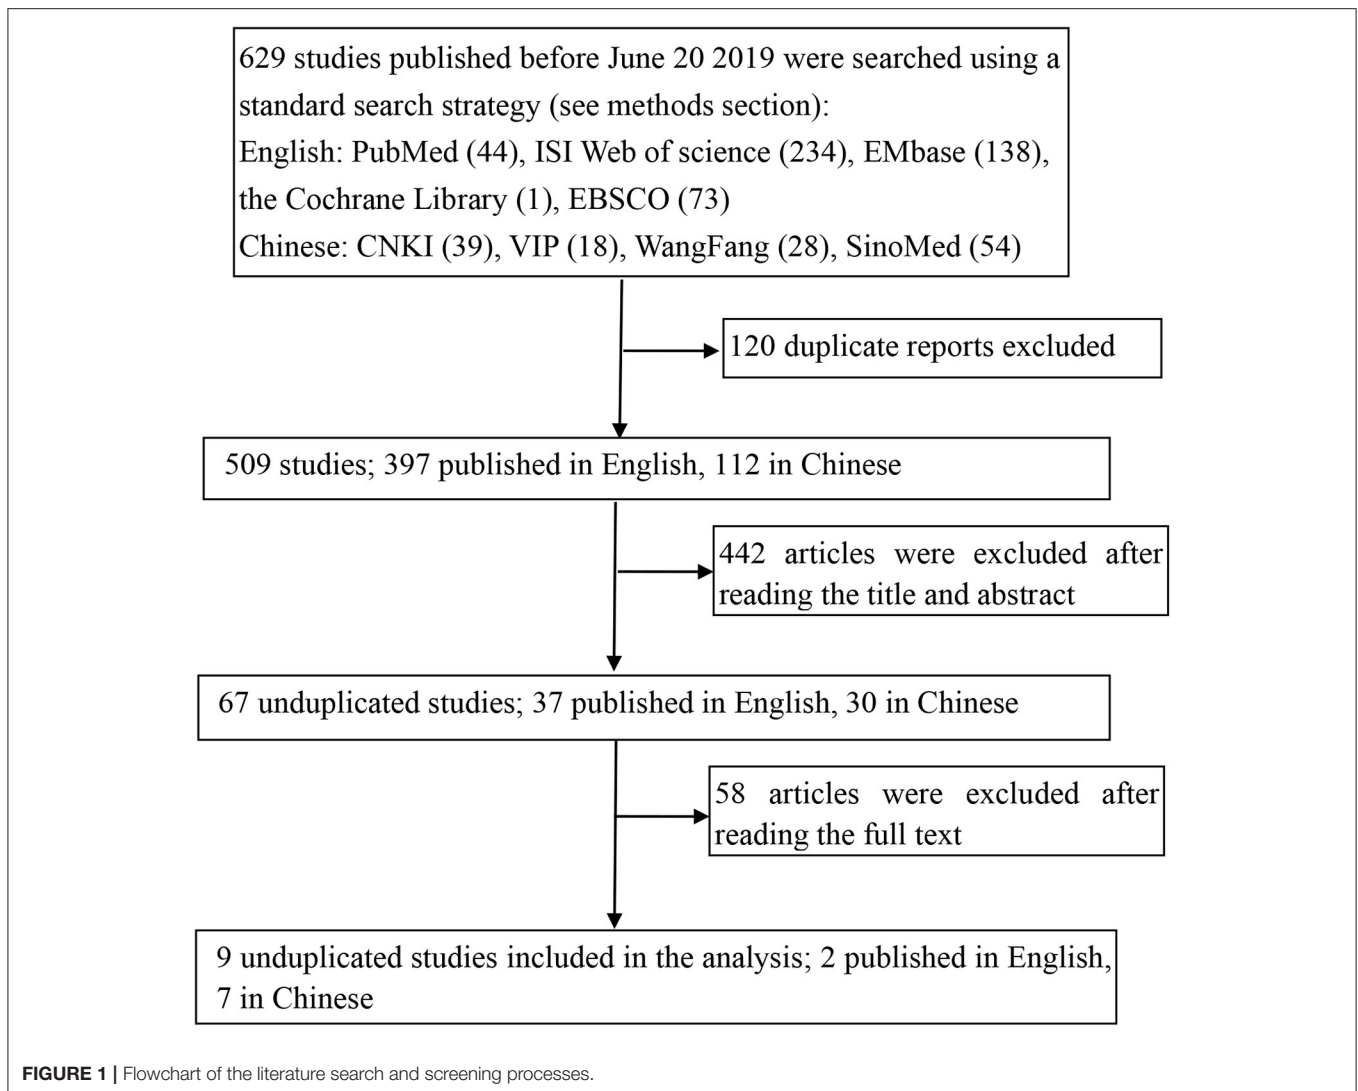 629 studies published before June 20 2019 were searched using a
standard search strategy (see methods section):
English: PubMed (44), ISI Web of science (234), EMbase (138),
the Cochrane Library (1), EBSCO (73)
Chinese: CNKI (39), VIP (18), WangFang (28), SinoMed (54)
120 duplicate reports excluded
509 studies; 397 published in English, 112 in Chinese
442 articles were excluded after
reading the title and abstract
67 unduplicated studies; 37 published in English, 30 in Chinese
58 articles were excluded after
reading the full text
9 unduplicated studies included in the analysis; 2 published in English,
7 in Chinese
FIGURE 1 | Flowchart of the literature search and screening processes.